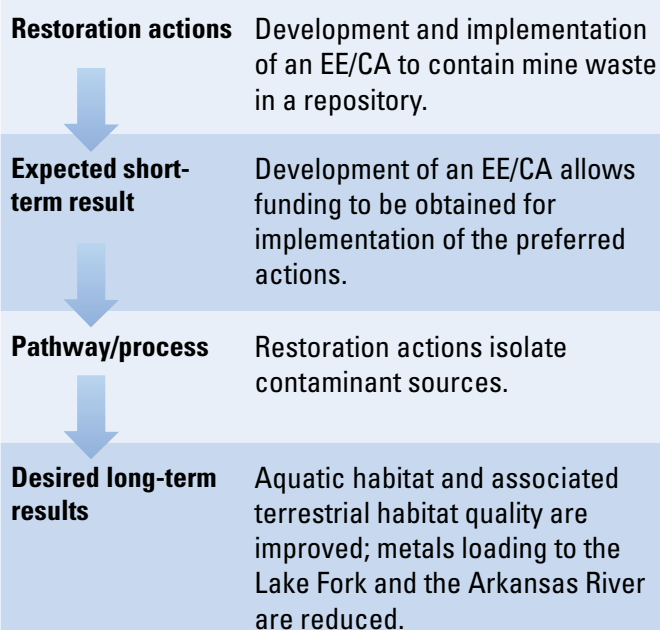 Restoration actions
Development and implementation
of an EE/CA to contain mine waste
in a repository.
Expected short-
term result
Development of an EE/CA allows
funding to be obtained for
implementation of the preferred
actions.
Pathway/process
Restoration actions isolate
contaminant sources.
Desired long-term
results
Aquatic habitat and associated
terrestrial habitat quality are
improved; metals loading to the
Lake Fork and the Arkansas River
are reduced.